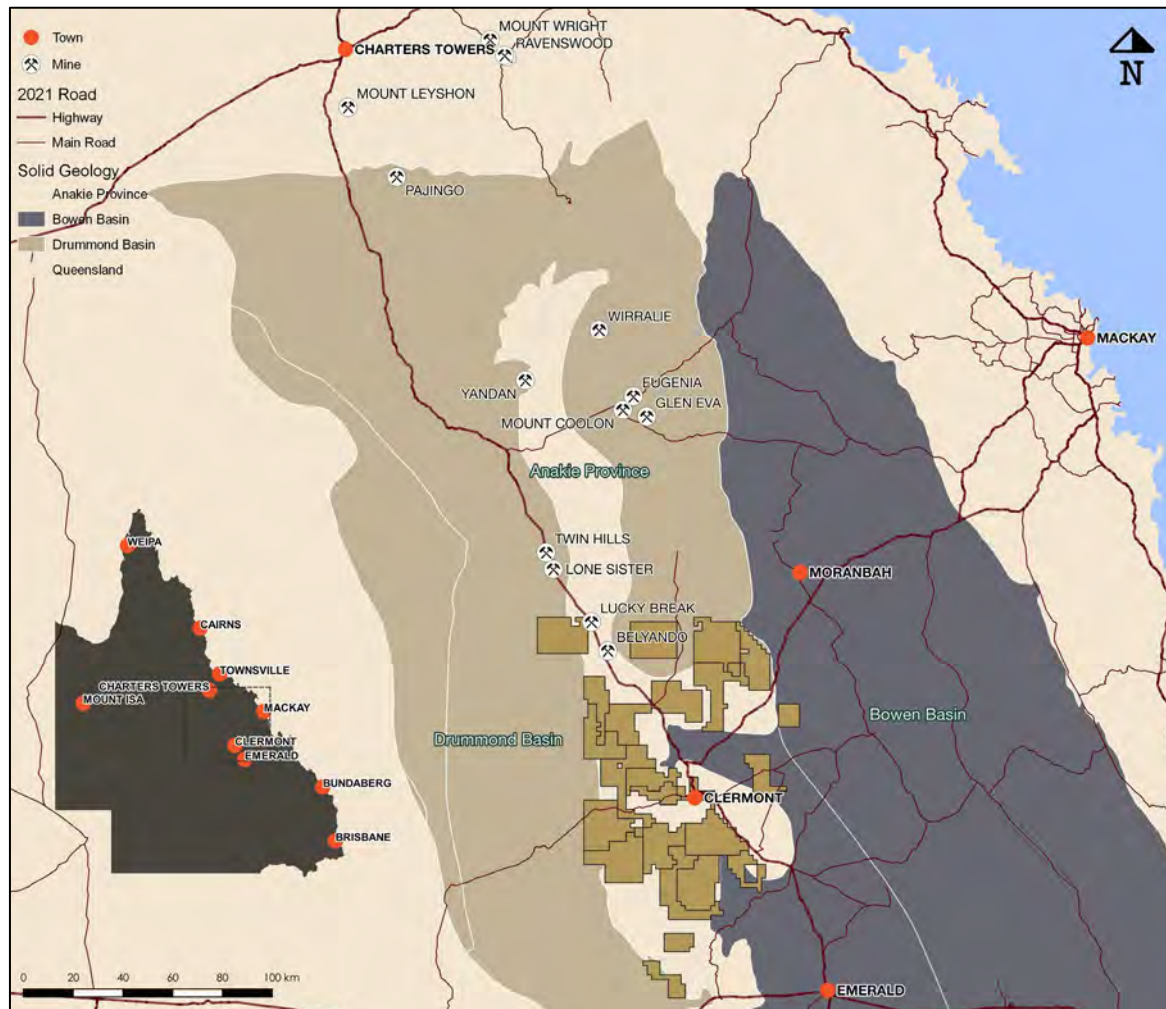 Town
Mine
2021 Road
Highway
Main Road
Solid Geology
Anakie Province
Bowen Basin
Drummond Basin
Queensland
MOUNT WRIGHT
CHARTERS TOWERS
RAVENSWOOD
N
MOUNT LEYSHON
PAJINGO
WIRRALIE
MACKAY
YANDAN
EUGENIA
GLEN EVA
MOUNT COOLON
Anakie Province
TWIN HILLS
LONE SISTER
MORANBAH
LUCKY BREAK
BELYANDO
Bowen Basin
Drummond Basin
CLERMONT
EMERALD
WEIPA
CAIRNS
TOWNSVILLE
CHARTERS TOWERS
MOUNT ISA
MACKAY
CLERMONT
EMERALD
BUNDABERG
BRISBANE
0 20 40 60 80 100 km